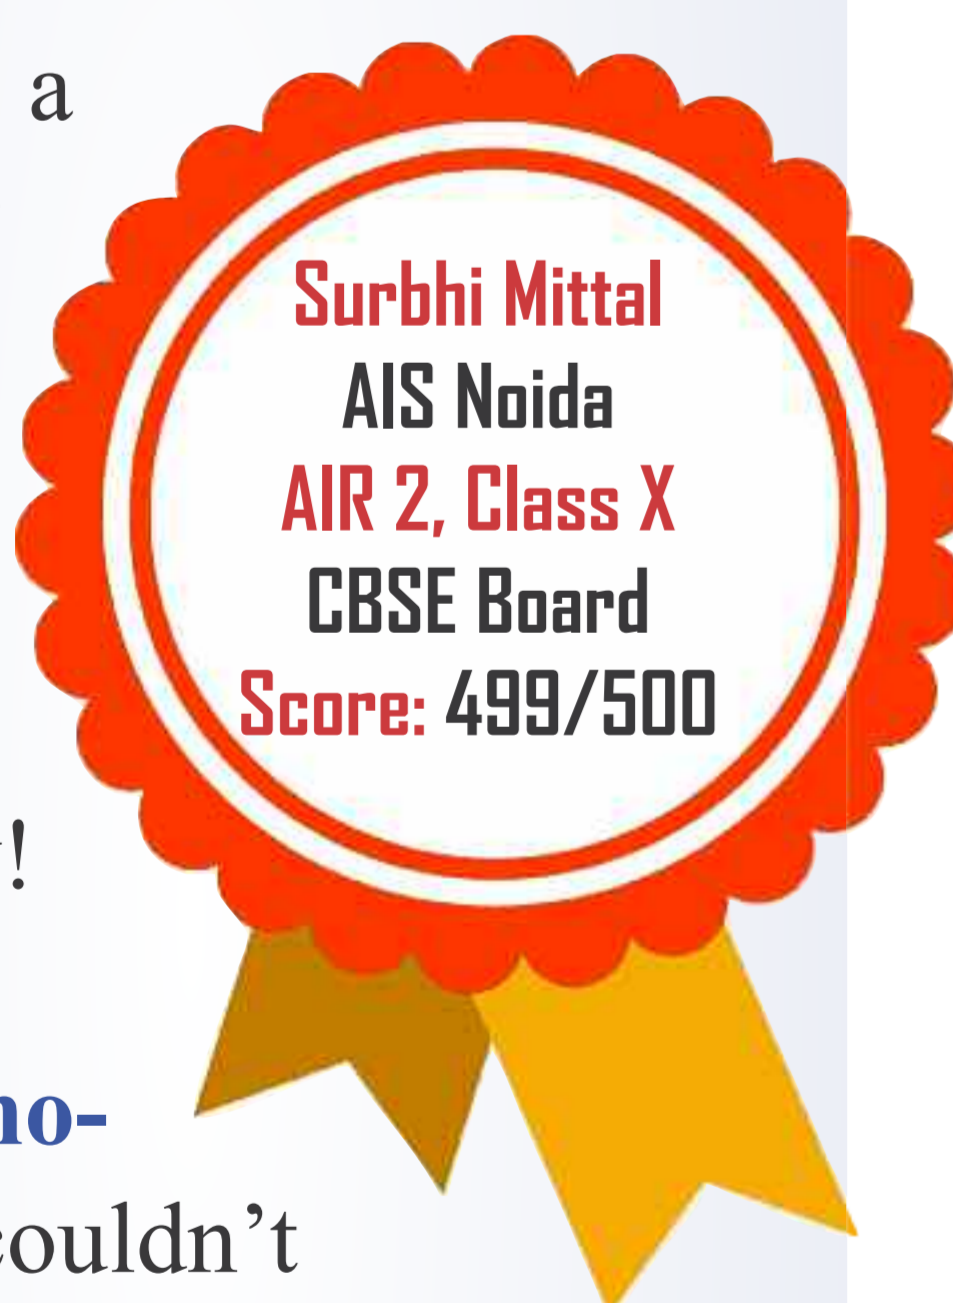 a
Surbhi Mittal
AIS Noida
AIR 2, Class X
CBSE Board
Score: 499/500
couldn’t